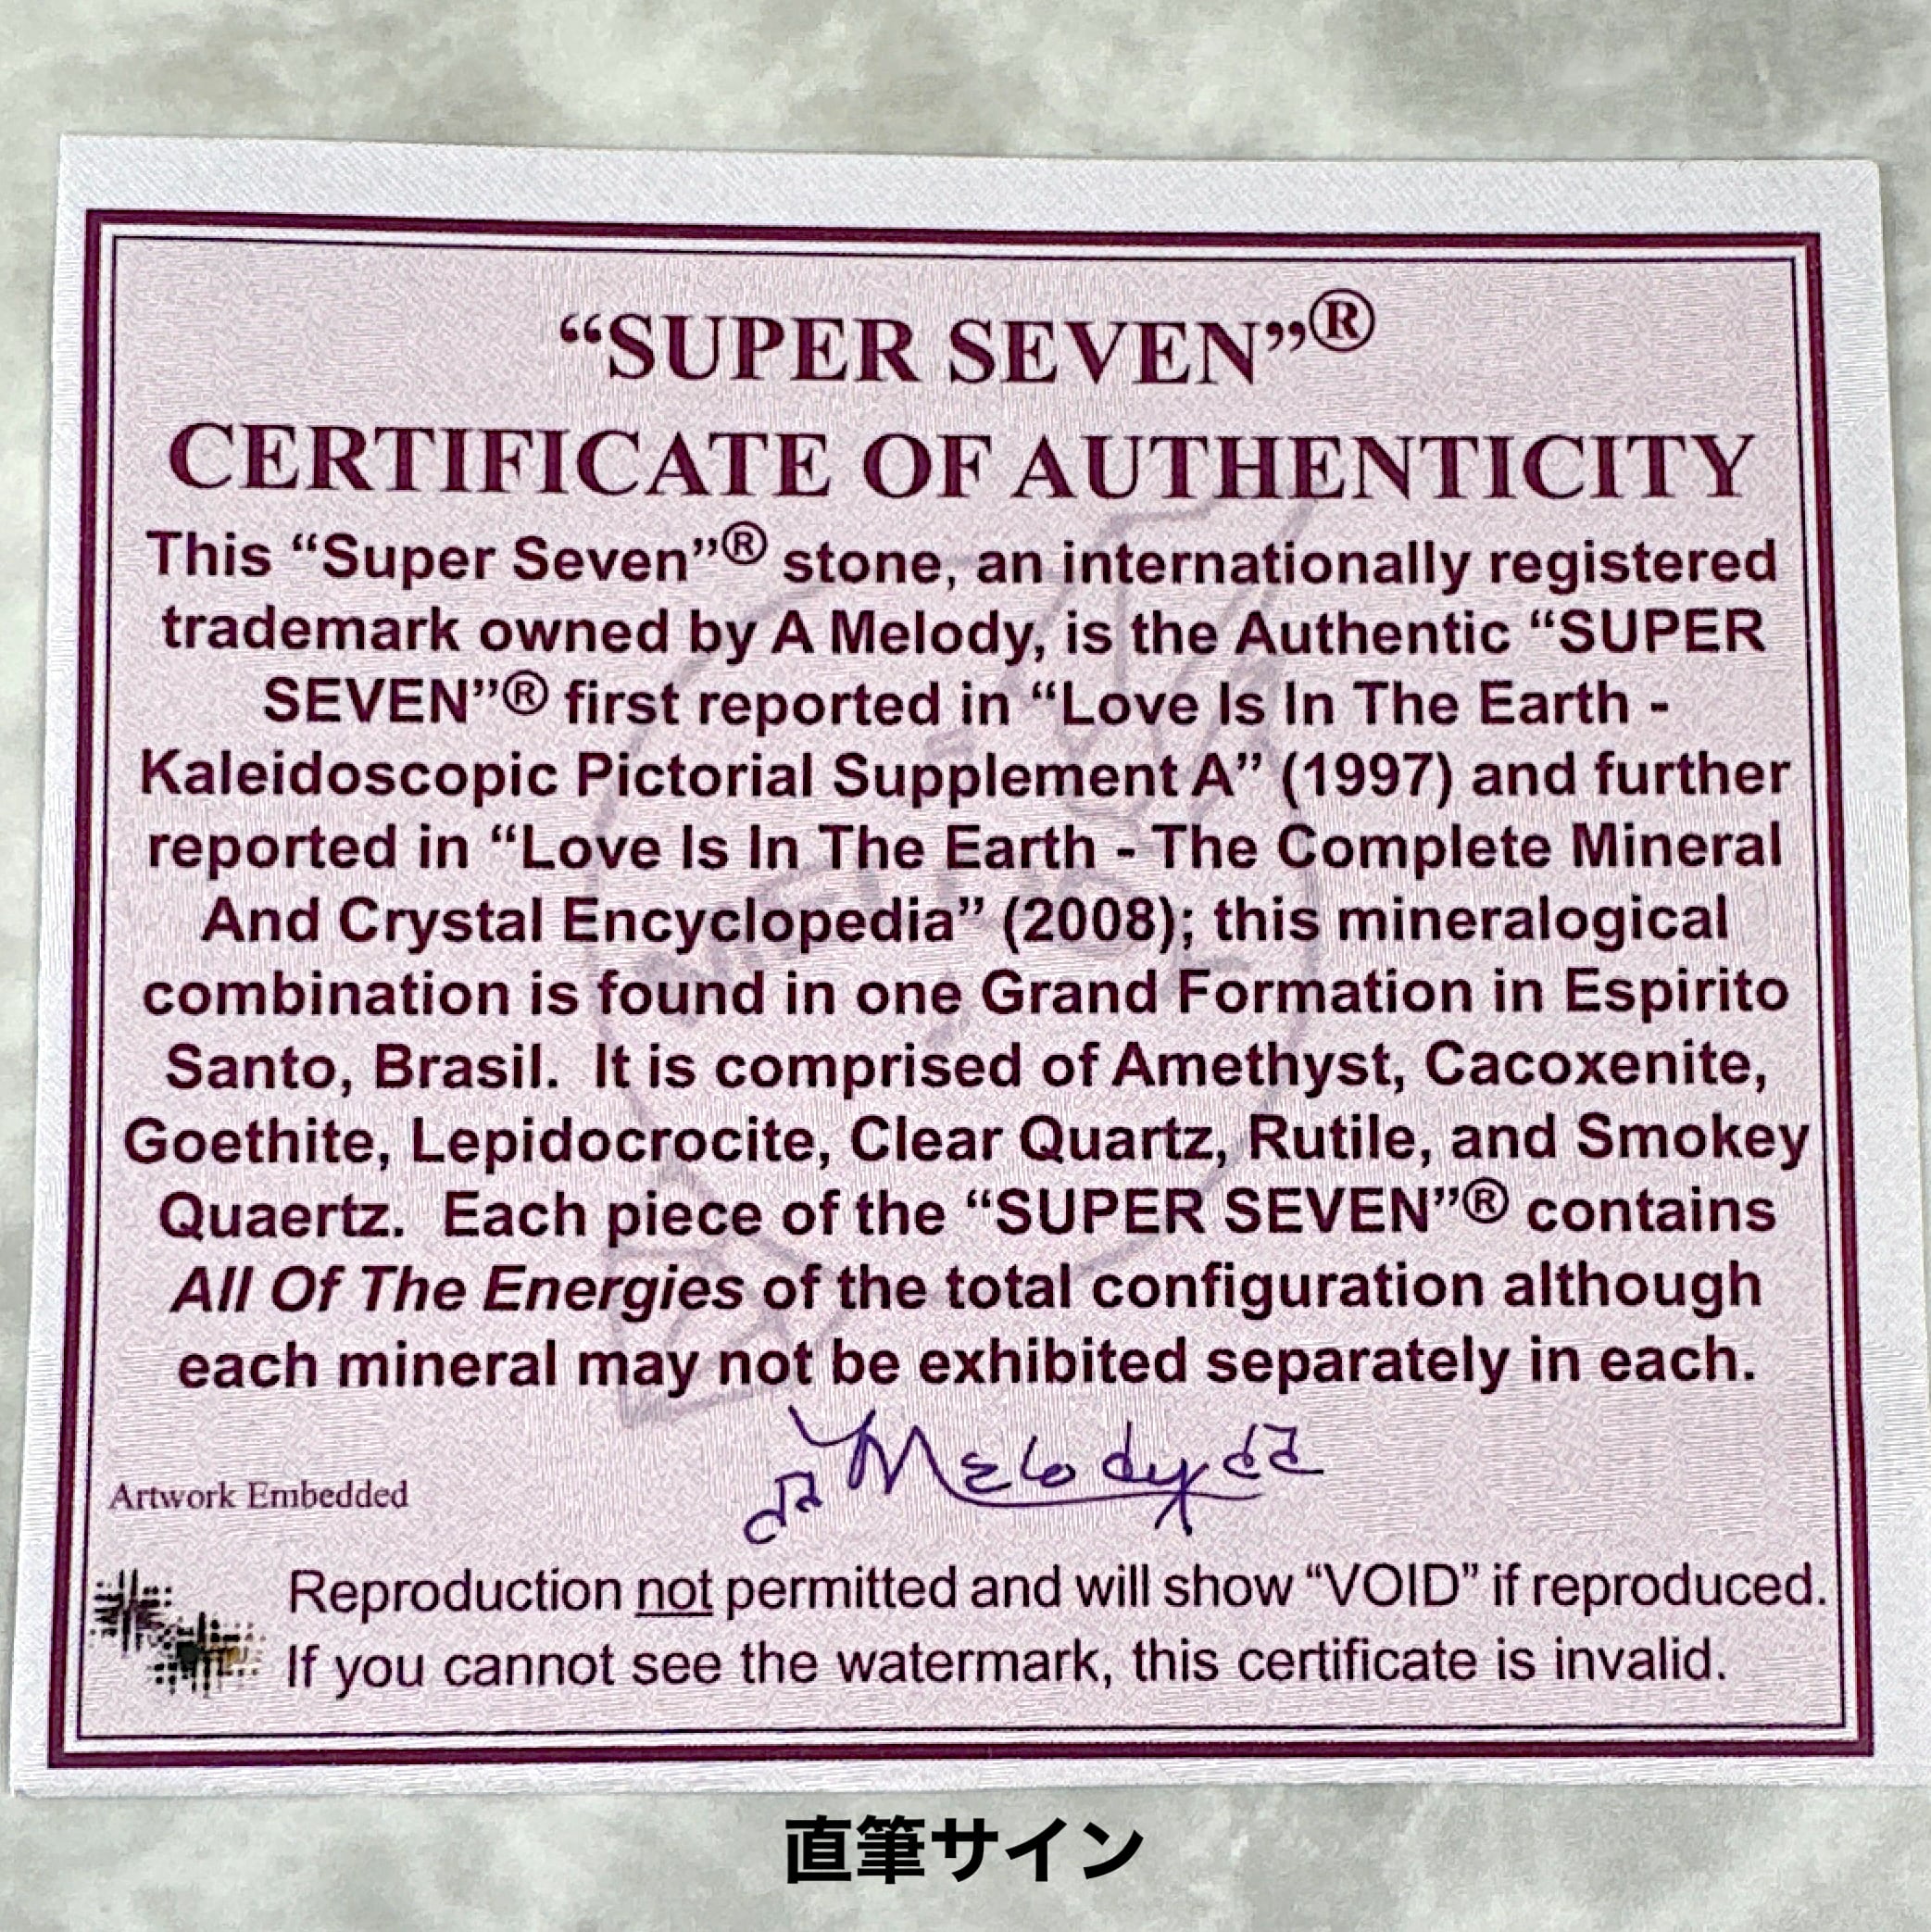 “SUPER SEVEN”®
CERTIFICATE OF AUTHENTICITY
This “Super Seven”® stone, an internationally registered
trademark owned by A Melody, is the Authentic “SUPER
SEVEN”® first reported in “Love Is In The Earth -
Kaleidoscopic Pictorial Supplement A” (1997) and further
reported in “Love Is In The Earth - The Complete Mineral
And Crystal Encyclopedia” (2008); this mineralogical
combination is found in one Grand Formation in Espirito
Santo, Brasil. It is comprised of Amethyst, Cacoxenite,
Goethite, Lepidocrocite, Clear Quartz, Rutile, and Smokey
Quaertz. Each piece of the “SUPER SEVEN”® contains
All Of The Energies of the total configuration although
each mineral may not be exhibited separately in each.
Melody
Artwork Embedded
Reproduction not permitted and will show “VOID” if reproduced.
If you cannot see the watermark, this certificate is invalid.
直筆サイン